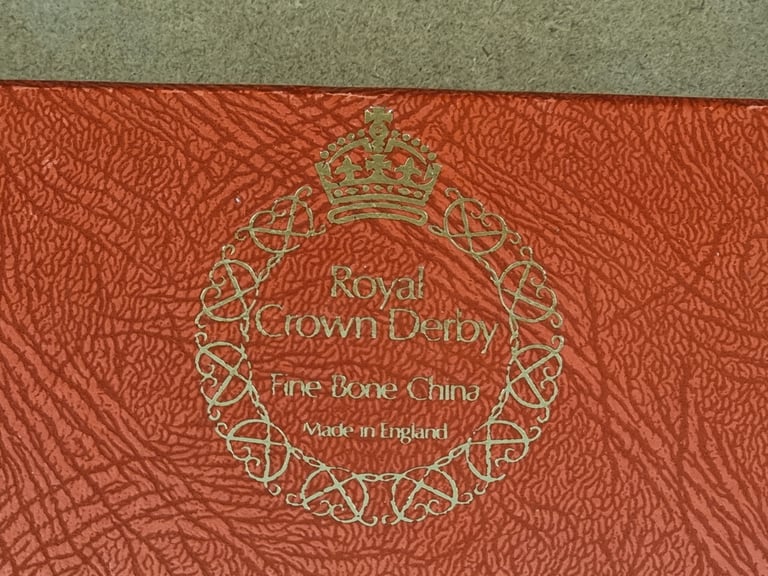 Royal
Crown Derby
Fine Bone China
Made in England